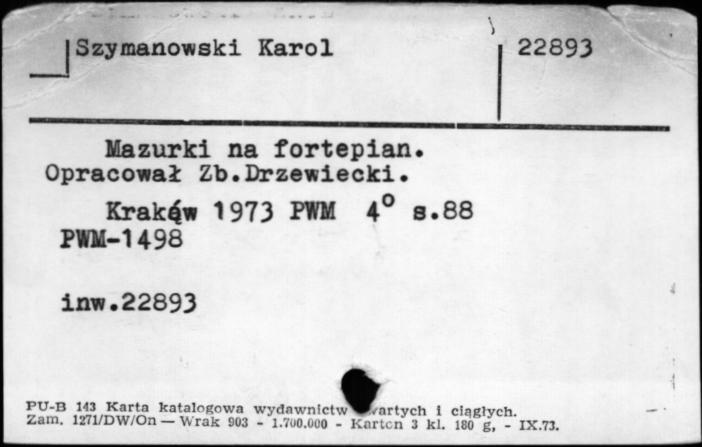 Szymanowski Karol 22893
Mazurki na fortepian.
Opracował Zb.Drzewiecki.
Kraków 1973 PWM 4° s.88
PWM-1498
inw.22893
PU-B 143 Karta katalogowa wydawnictw zwartych i ciągłych.
Zam. 1271/DW/On — Wrak 903 - 1.700.000 - Karton 3 kl. 180 g, - IX.73.